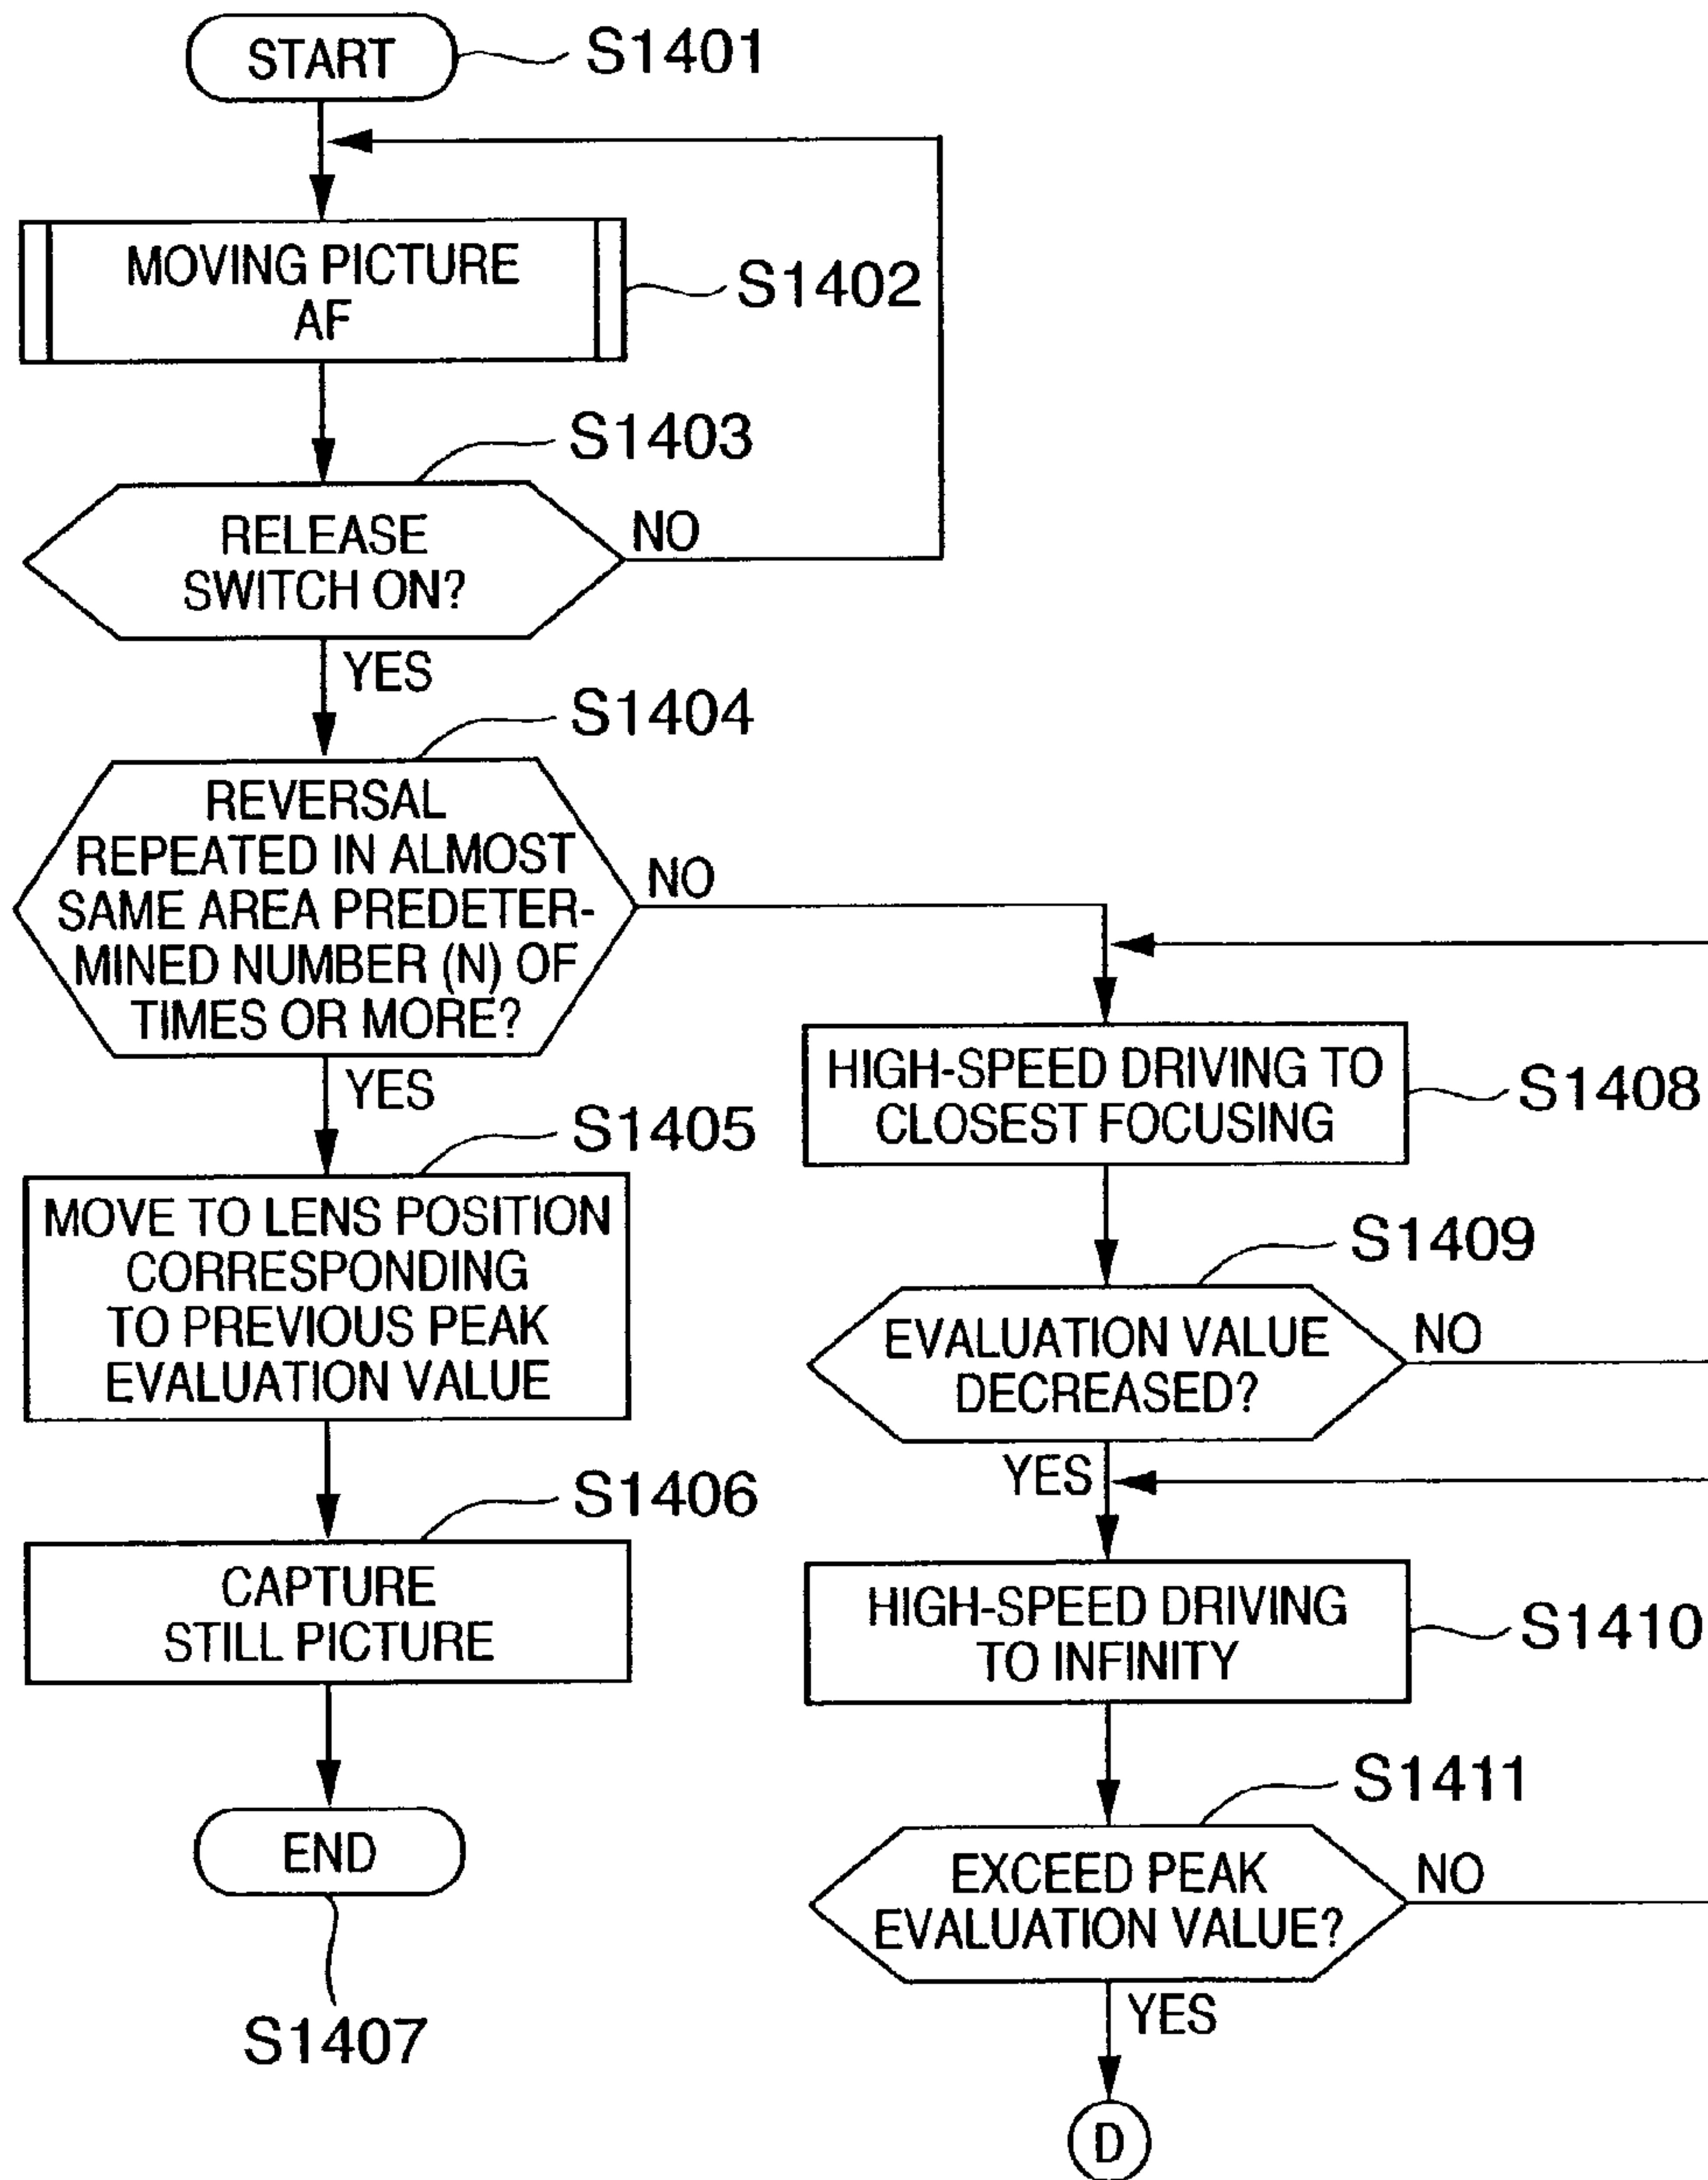 START
S1401
MOVING PICTURE
AF
S1402
S1403
RELEASE
SWITCH ON?
NO
YES
S1404
REVERSAL
REPEATED IN ALMOST
SAME AREA PREDETER-
MINED NUMBER (N) OF
TIMES OR MORE?
NO
YES
S1405
MOVE TO LENS POSITION
CORRESPONDING
TO PREVIOUS PEAK
EVALUATION VALUE
S1406
CAPTURE
STILL PICTURE
END
S1407
HIGH-SPEED DRIVING TO
CLOSEST FOCUSING
S1408
S1409
EVALUATION VALUE
DECREASED?
NO
YES
HIGH-SPEED DRIVING
TO INFINITY
S1410
S1411
EXCEED PEAK
EVALUATION VALUE?
NO
YES
D